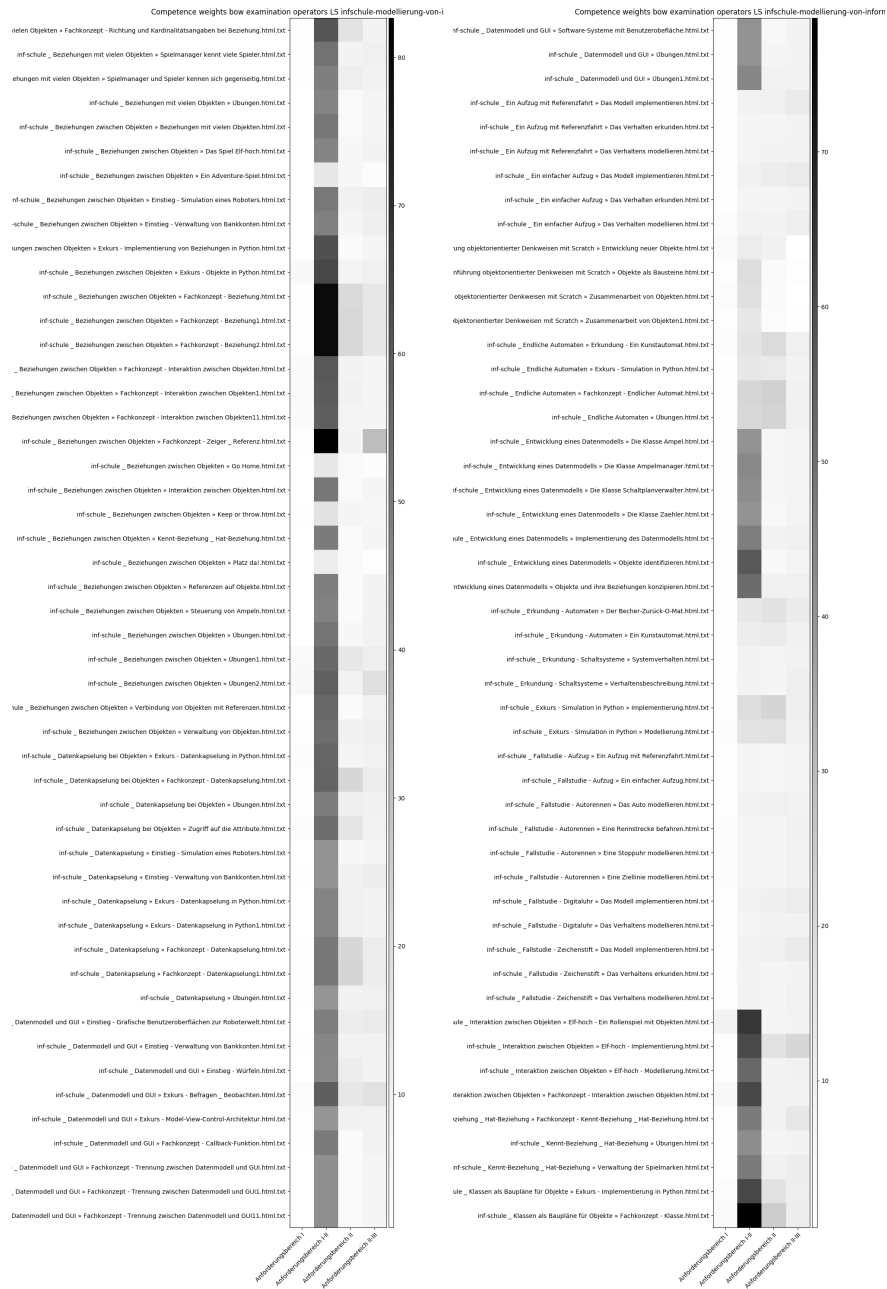 Competence weights bow examination operators LS infschule-modellierung-von-i
ielen Objekten » Fachkonzept - Richtung und Kardinalitätsangaben bei Beziehung.html.txt
inf-schule _ Beziehungen mit vielen Objekten » Spielmanager kennt viele Spieler.html.txt
ehungen mit vielen Objekten » Spielmanager und Spieler kennen sich gegenseitig.html.txt
inf-schule _ Beziehungen mit vielen Objekten » Übungen.html.txt
inf-schule _ Beziehungen zwischen Objekten » Beziehungen mit vielen Objekten.html.txt
inf-schule _ Beziehungen zwischen Objekten » Das Spiel Elf-hoch.html.txt
inf-schule _ Beziehungen zwischen Objekten » Ein Adventure-Spiel.html.txt
nf-schule _ Beziehungen zwischen Objekten » Einstieg - Simulation eines Roboters.html.txt
-schule _ Beziehungen zwischen Objekten » Einstieg - Verwaltung von Bankkonten.html.txt
ungen zwischen Objekten » Exkurs - Implementierung von Beziehungen in Python.html.txt
inf-schule _ Beziehungen zwischen Objekten » Exkurs - Objekte in Python.html.txt
inf-schule _ Beziehungen zwischen Objekten » Fachkonzept - Beziehung.html.txt
inf-schule _ Beziehungen zwischen Objekten » Fachkonzept - Beziehung1.html.txt
inf-schule _ Beziehungen zwischen Objekten » Fachkonzept - Beziehung2.html.txt
_ Beziehungen zwischen Objekten » Fachkonzept - Interaktion zwischen Objekten.html.txt
_ Beziehungen zwischen Objekten » Fachkonzept - Interaktion zwischen Objekten1.html.txt
Beziehungen zwischen Objekten » Fachkonzept - Interaktion zwischen Objekten11.html.txt
inf-schule _ Beziehungen zwischen Objekten » Fachkonzept - Zeiger _ Referenz.html.txt
inf-schule _ Beziehungen zwischen Objekten » Go Home.html.txt
inf-schule _ Beziehungen zwischen Objekten » Interaktion zwischen Objekten.html.txt
inf-schule _ Beziehungen zwischen Objekten » Keep or throw.html.txt
inf-schule _ Beziehungen zwischen Objekten » Kennt-Beziehung _ Hat-Beziehung.html.txt
inf-schule _ Beziehungen zwischen Objekten » Platz da!.html.txt
inf-schule _ Beziehungen zwischen Objekten » Referenzen auf Objekte.html.txt
inf-schule _ Beziehungen zwischen Objekten » Steuerung von Ampeln.html.txt
inf-schule _ Beziehungen zwischen Objekten » Übungen.html.txt
inf-schule _ Beziehungen zwischen Objekten » Übungen1.html.txt
inf-schule _ Beziehungen zwischen Objekten » Übungen2.html.txt
ule _ Beziehungen zwischen Objekten » Verbindung von Objekten mit Referenzen.html.txt
inf-schule _ Beziehungen zwischen Objekten » Verwaltung von Objekten.html.txt
inf-schule _ Datenkapselung bei Objekten » Exkurs - Datenkapselung in Python.html.txt
inf-schule _ Datenkapselung bei Objekten » Fachkonzept - Datenkapselung.html.txt
inf-schule _ Datenkapselung bei Objekten » Übungen.html.txt
inf-schule _ Datenkapselung bei Objekten » Zugriff auf die Attribute.html.txt
inf-schule _ Datenkapselung » Einstieg - Simulation eines Roboters.html.txt
inf-schule _ Datenkapselung » Einstieg - Verwaltung von Bankkonten.html.txt
inf-schule _ Datenkapselung » Exkurs - Datenkapselung in Python.html.txt
inf-schule _ Datenkapselung » Exkurs - Datenkapselung in Python1.html.txt
inf-schule _ Datenkapselung » Fachkonzept - Datenkapselung.html.txt
inf-schule _ Datenkapselung » Fachkonzept - Datenkapselung1.html.txt
inf-schule _ Datenkapselung » Übungen.html.txt
_ Datenmodell und GUI » Einstieg - Grafische Benutzeroberflächen zur Roboterwelt.html.txt
inf-schule _ Datenmodell und GUI » Einstieg - Verwaltung von Bankkonten.html.txt
inf-schule _ Datenmodell und GUI » Einstieg - Würfeln.html.txt
inf-schule _ Datenmodell und GUI » Exkurs - Befragen _ Beobachten.html.txt
inf-schule _ Datenmodell und GUI » Exkurs - Model-View-Control-Architektur.html.txt
inf-schule _ Datenmodell und GUI » Fachkonzept - Callback-Funktion.html.txt
_ Datenmodell und GUI » Fachkonzept - Trennung zwischen Datenmodell und GUI.html.txt
_ Datenmodell und GUI » Fachkonzept - Trennung zwischen Datenmodell und GUI1.html.txt
Datenmodell und GUI » Fachkonzept - Trennung zwischen Datenmodell und GUI11.html.txt
Anforderungsbereich I
Anforderungsbereich I-II
Anforderungsbereich II
Anforderungsbereich II-III
80
70
60
50
40
30
20
10
Competence weights bow examination operators LS infschule-modellierung-von-inforn
f-schule _ Datenmodell und GUI » Software-Systeme mit Benutzerobefläche.html.txt
inf-schule _ Datenmodell und GUI » Übungen.html.txt
inf-schule _ Datenmodell und GUI » Übungen1.html.txt
inf-schule _ Ein Aufzug mit Referenzfahrt » Das Modell implementieren.html.txt
inf-schule _ Ein Aufzug mit Referenzfahrt » Das Verhalten erkunden.html.txt
inf-schule _ Ein Aufzug mit Referenzfahrt » Das Verhaltens modellieren.html.txt
inf-schule _ Ein einfacher Aufzug » Das Modell implementieren.html.txt
inf-schule _ Ein einfacher Aufzug » Das Verhalten erkunden.html.txt
inf-schule _ Ein einfacher Aufzug » Das Verhalten modellieren.html.txt
ung objektorientierter Denkweisen mit Scratch » Entwicklung neuer Objekte.html.txt
nführung objektorientierter Denkweisen mit Scratch » Objekte als Bausteine.html.txt
objektorientierter Denkweisen mit Scratch » Zusammenarbeit von Objekten.html.txt
objektorientierter Denkweisen mit Scratch » Zusammenarbeit von Objekten1.html.txt
inf-schule _ Endliche Automaten » Erkundung - Ein Kunstautomat.html.txt
inf-schule _ Endliche Automaten » Exkurs - Simulation in Python.html.txt
inf-schule _ Endliche Automaten » Fachkonzept - Endlicher Automat.html.txt
inf-schule _ Endliche Automaten » Übungen.html.txt
inf-schule _ Entwicklung eines Datenmodells » Die Klasse Ampel.html.txt
inf-schule _ Entwicklung eines Datenmodells » Die Klasse Ampelmanager.html.txt
f-schule _ Entwicklung eines Datenmodells » Die Klasse Schaltplanverwalter.html.txt
inf-schule _ Entwicklung eines Datenmodells » Die Klasse Zaehler.html.txt
ule _ Entwicklung eines Datenmodells » Implementierung des Datenmodells.html.txt
inf-schule _ Entwicklung eines Datenmodells » Objekte identifizieren.html.txt
ntwicklung eines Datenmodells » Objekte und ihre Beziehungen konzipieren.html.txt
inf-schule _ Erkundung - Automaten » Der Becher-Zurück-O-Mat.html.txt
inf-schule _ Erkundung - Automaten » Ein Kunstautomat.html.txt
inf-schule _ Erkundung - Schaltsysteme » Systemverhalten.html.txt
inf-schule _ Erkundung - Schaltsysteme » Verhaltensbeschreibung.html.txt
inf-schule _ Exkurs - Simulation in Python » Implementierung.html.txt
inf-schule _ Exkurs - Simulation in Python » Modellierung.html.txt
inf-schule _ Fallstudie - Aufzug » Ein Aufzug mit Referenzfahrt.html.txt
inf-schule _ Fallstudie - Aufzug » Ein einfacher Aufzug.html.txt
inf-schule _ Fallstudie - Autorennen » Das Auto modellieren.html.txt
inf-schule _ Fallstudie - Autorennen » Eine Rennstrecke befahren.html.txt
inf-schule _ Fallstudie - Autorennen » Eine Stoppuhr modellieren.html.txt
inf-schule _ Fallstudie - Autorennen » Eine Ziellinie modellieren.html.txt
inf-schule _ Fallstudie - Digitaluhr » Das Modell implementieren.html.txt
inf-schule _ Fallstudie - Digitaluhr » Das Verhaltens modellieren.html.txt
inf-schule _ Fallstudie - Zeichenstift » Das Modell implementieren.html.txt
inf-schule _ Fallstudie - Zeichenstift » Das Verhaltens erkunden.html.txt
inf-schule _ Fallstudie - Zeichenstift » Das Verhaltens modellieren.html.txt
ule _ Interaktion zwischen Objekten » Elf-hoch - Ein Rollenspiel mit Objekten.html.txt
inf-schule _ Interaktion zwischen Objekten » Elf-hoch - Implementierung.html.txt
inf-schule _ Interaktion zwischen Objekten » Elf-hoch - Modellierung.html.txt
nteraktion zwischen Objekten » Fachkonzept - Interaktion zwischen Objekten.html.txt
ziehung _ Hat-Beziehung » Fachkonzept - Kennt-Beziehung _ Hat-Beziehung.html.txt
inf-schule _ Kennt-Beziehung _ Hat-Beziehung » Übungen.html.txt
nf-schule _ Kennt-Beziehung _ Hat-Beziehung » Verwaltung der Spielmarken.html.txt
ule _ Klassen als Baupläne für Objekte » Exkurs - Implementierung in Python.html.txt
inf-schule _ Klassen als Baupläne für Objekte » Fachkonzept - Klasse.html.txt
Anforderungsbereich I
Anforderungsbereich I-II
Anforderungsbereich II
Anforderungsbereich II-III
70
60
50
40
30
20
10